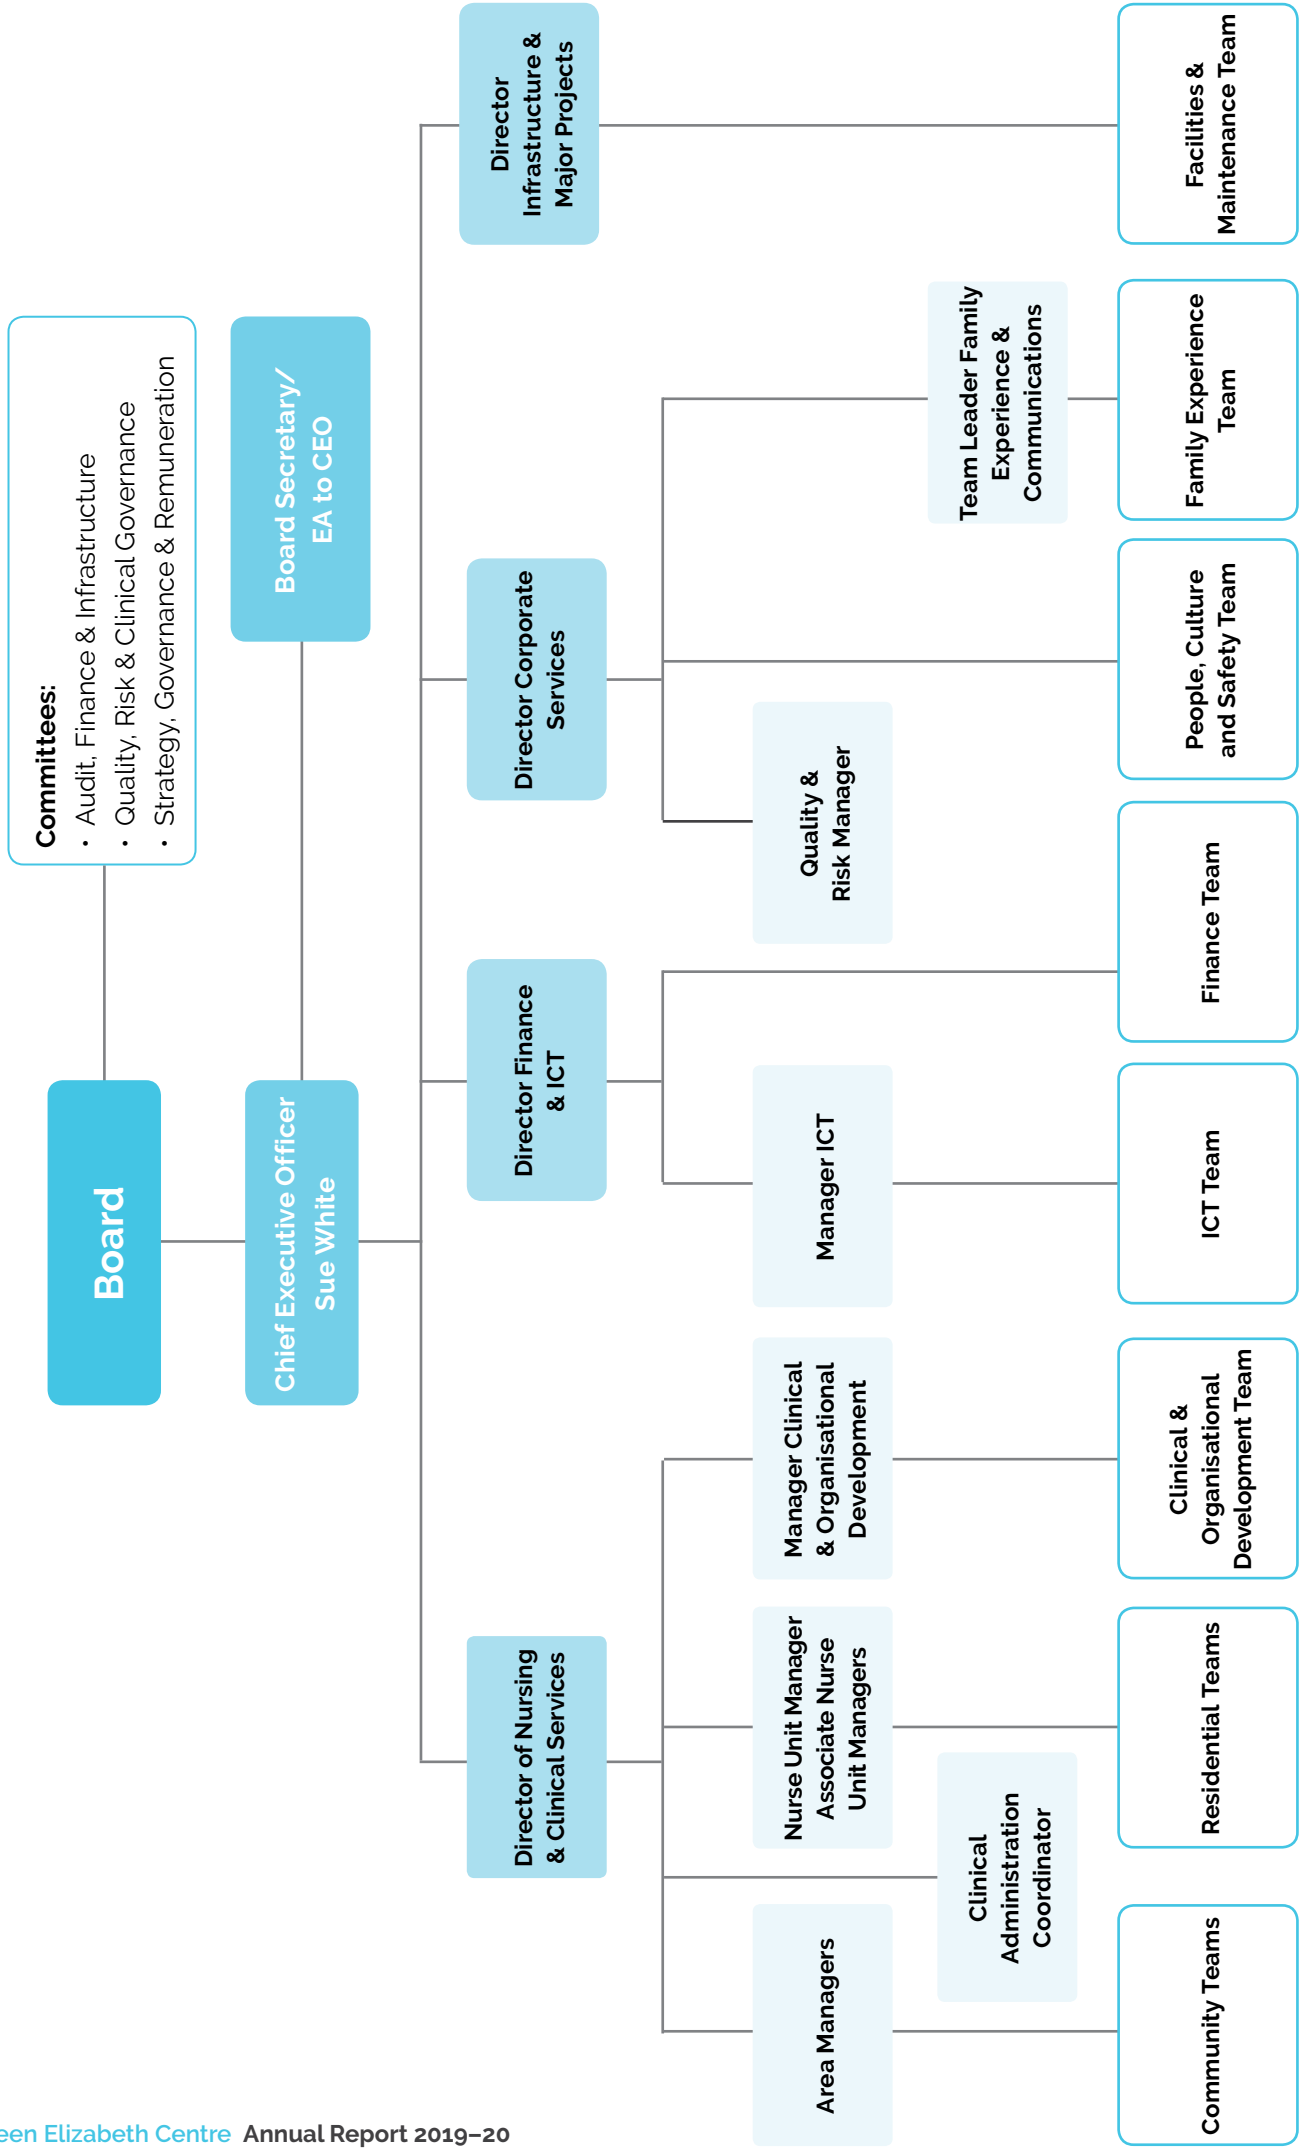 Board
Committees:
• Audit, Finance & Infrastructure
• Quality, Risk & Clinical Governance
• Strategy, Governance & Remuneration
Chief Executive Officer
Sue White
Board Secretary/
EA to CEO
Director of Nursing
& Clinical Services
Director Finance
& ICT
Director Corporate
Services
Director
Infrastructure &
Major Projects
Area Managers
Nurse Unit Manager
Associate Nurse
Unit Managers
Manager Clinical
& Organisational
Development
Manager ICT
Quality &
Risk Manager
Clinical
Administration
Coordinator
Team Leader Family
Experience &
Communications
Community Teams
Residential Teams
Clinical &
Organisational
Development Team
ICT Team
Finance Team
People, Culture
and Safety Team
Family Experience
Team
Facilities &
Maintenance Team
een Elizabeth Centre Annual Report 2019–20